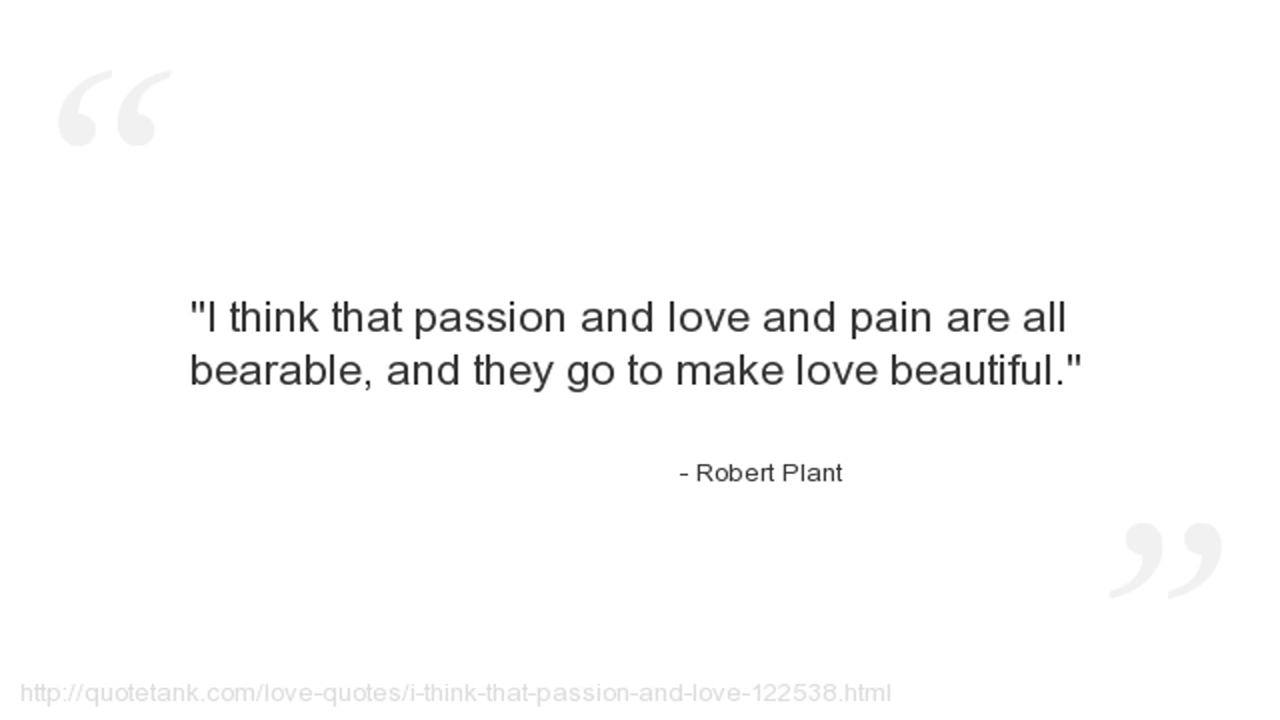 "I think that passion and love and pain are all
bearable, and they go to make love beautiful."
- Robert Plant
http://quotetank.com/love-quotes/i-think-that-passion-and-love-122538.html